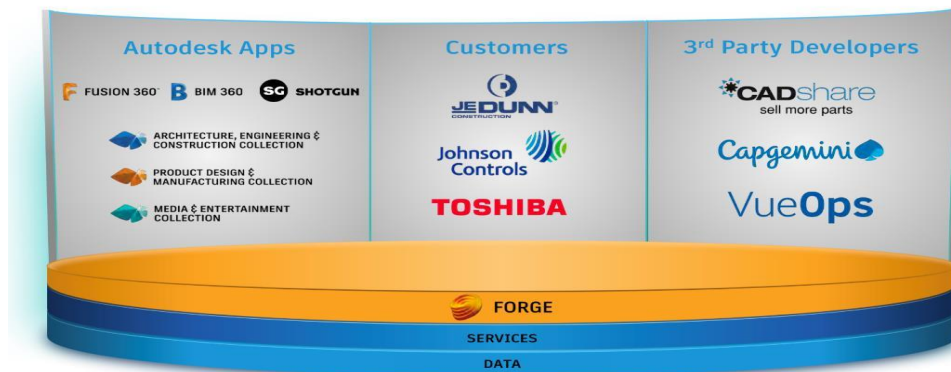 Autodesk Apps
FUSION 360
BIM 360
SG SHOTGUN
ARCHITECTURE, ENGINEERING &
CONSTRUCTION COLLECTION
PRODUCT DESIGN &
MANUFACTURING COLLECTION
MEDIA & ENTERTAINMENT
COLLECTION
Customers
JE DUNN®
CONSTRUCTION
Johnson
Controls
TOSHIBA
3rd Party Developers
CADshare
sell more parts
Capgemini
VueOps
FORGE
SERVICES
DATA